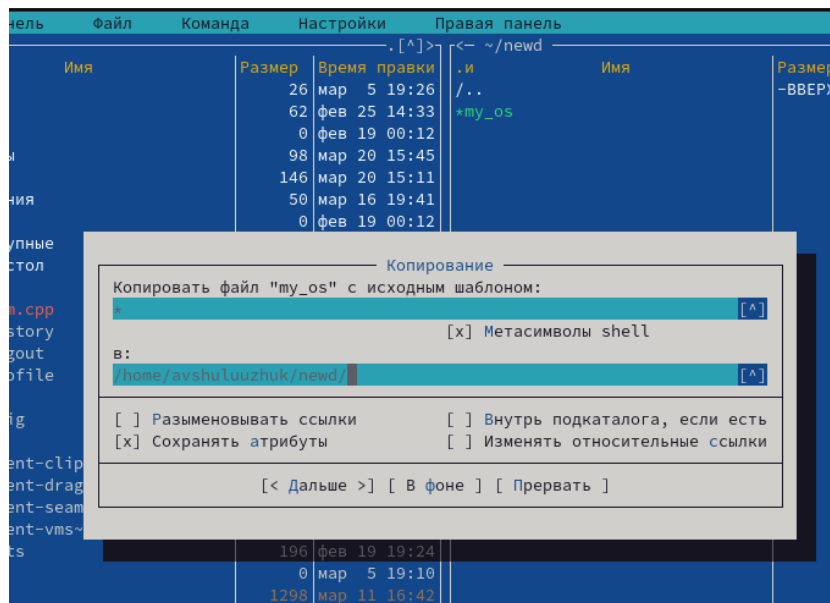 нель Файл Команда Настройки Правая панель
.[^]> <— ~/newd
Имя Размер Время правки .и Имя Размер
26 мар 5 19:26 /.. -ВВЕРХ
62 фев 25 14:33 *my_os
0 фев 19 00:12
ы 98 мар 20 15:45
146 мар 20 15:11
ния 50 мар 16 19:41
0 фев 19 00:12
упные
стол
Копирование
Копировать файл "my_os" с исходным шаблоном:
m.cpp * [^]
story [x] Метасимволы shell
gout в:
ofile /home/avshuluuzhuk/newd/ [^]
ig [ ] Разыменовывать ссылки [ ] Внутрь подкаталога, если есть
[x] Сохранять атрибуты [ ] Изменять относительные ссылки
ent-clip
ent-drag [< Дальше >] [ В фоне ] [ Прервать ]
ent-seam
ent-vms~
ts 196 фев 19 19:24
0 мар 5 19:10
1298 мар 11 16:42